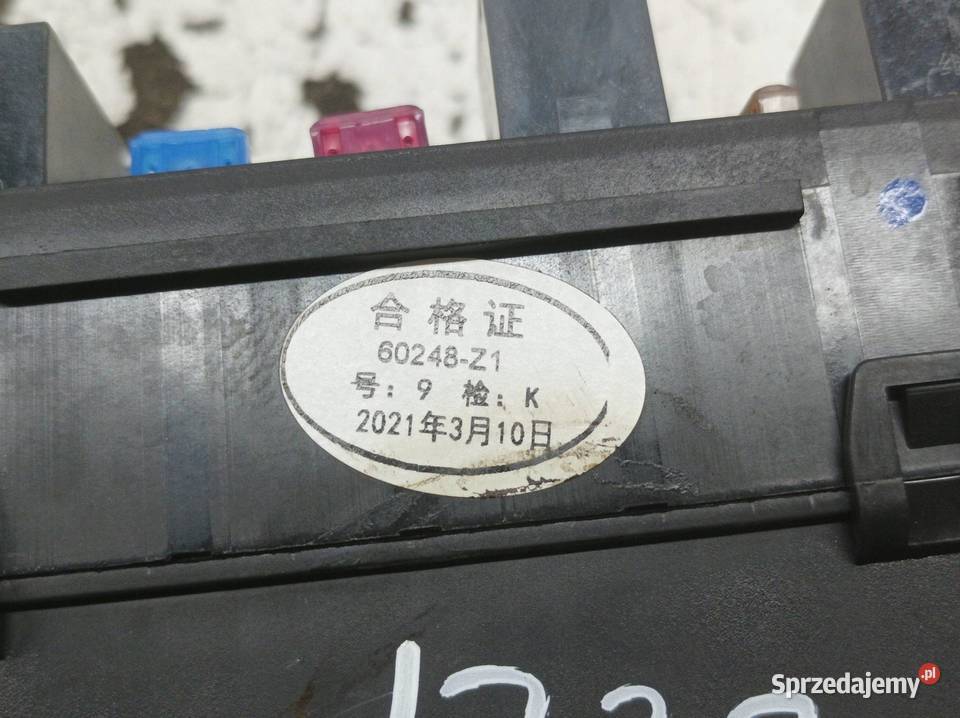 合格证
60248-Z1
号: 9 检: K
2021年3月10日
Sprzedajemy.pl